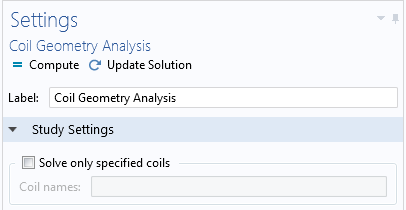 Settings
Coil Geometry Analysis
Compute Update Solution
Label: Coil Geometry Analysis
Study Settings
Solve only specified coils
Coil names: